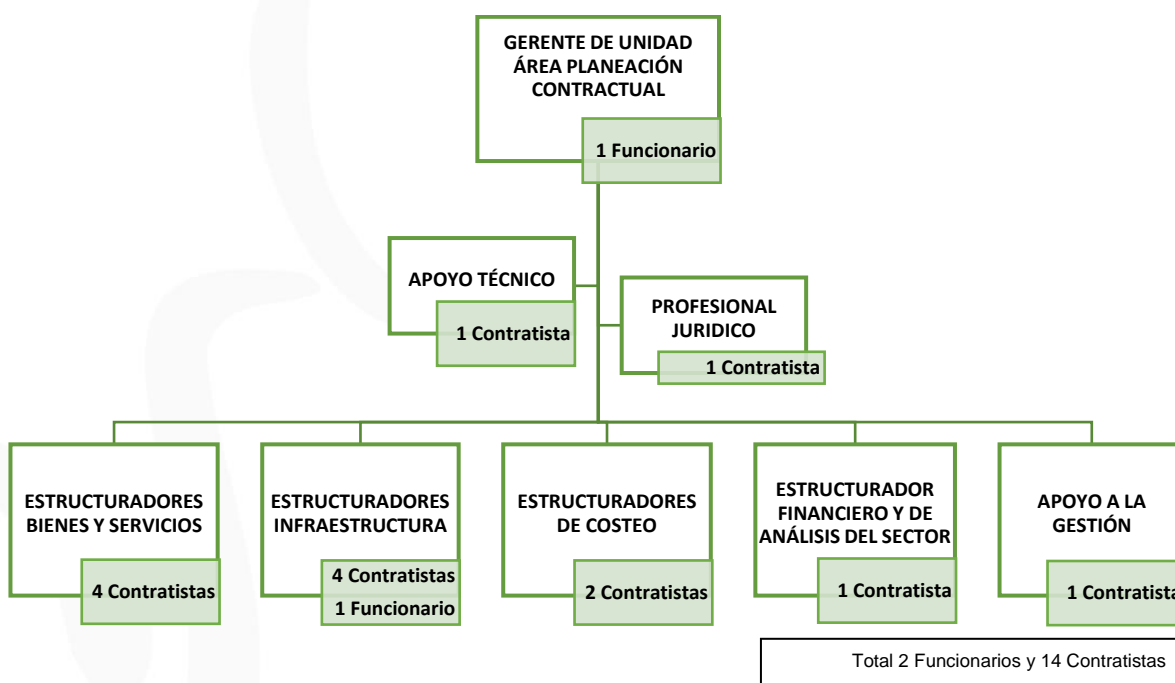 GERENTE DE UNIDAD
ÁREA PLANEACIÓN
CONTRACTUAL
1 Funcionario
APOYO TÉCNICO
1 Contratista
PROFESIONAL
JURIDICO
1 Contratista
ESTRUCTURADORES
BIENES Y SERVICIOS
4 Contratistas
ESTRUCTURADORES
INFRAESTRUCTURA
4 Contratistas
1 Funcionario
ESTRUCTURADORES
DE COSTEO
2 Contratistas
ESTRUCTURADOR
FINANCIERO Y DE
ANÁLISIS DEL SECTOR
1 Contratista
APOYO A LA
GESTIÓN
1 Contratista
Total 2 Funcionarios y 14 Contratistas